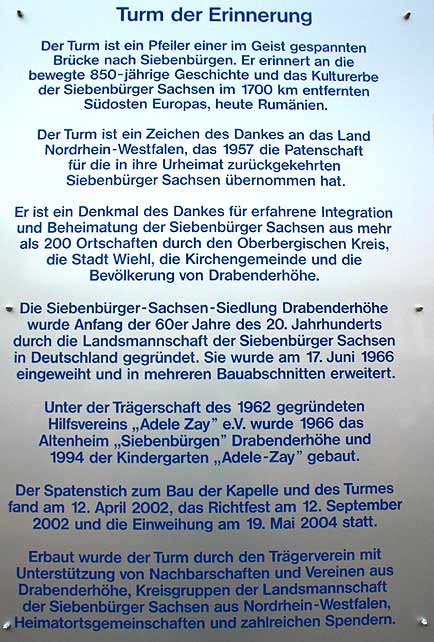 Turm der Erinnerung
Der Turm ist ein Pfeiler einer im Geist gespannten
Brücke nach Siebenbürgen. Er erinnert an die
bewegte 850-jährige Geschichte und das Kulturerbe
der Siebenbürger Sachsen im 1700 km entfernten
Südosten Europas, heute Rumänien.
Der Turm ist ein Zeichen des Dankes an das Land
Nordrhein-Westfalen, das 1957 die Patenschaft
für die in ihre Urheimat zurückgekehrten
Siebenbürger Sachsen übernommen hat.
Er ist ein Denkmal des Dankes für erfahrene Integration
und Beheimatung der Siebenbürger Sachsen aus mehr
als 200 Ortschaften durch den Oberbergischen Kreis,
die Stadt Wiehl, die Kirchengemeinde und die
Bevölkerung von Drabenderhöhe.
Die Siebenbürger-Sachsen-Siedlung Drabenderhöhe
wurde Anfang der 60er Jahre des 20. Jahrhunderts
durch die Landsmannschaft der Siebenbürger Sachsen
in Deutschland gegründet. Sie wurde am 17. Juni 1966
eingeweiht und in mehreren Bauabschnitten erweitert.
Unter der Trägerschaft des 1962 gegründeten
Hilfsvereins „Adele Zay” e.V. wurde 1966 das
Altenheim „Siebenbürgen” Drabenderhöhe und
1994 der Kindergarten „Adele-Zay” gebaut.
Der Spatenstich zum Bau der Kapelle und des Turmes
fand am 12. April 2002, das Richtfest am 12. September
2002 und die Einweihung am 19. Mai 2004 statt.
Erbaut wurde der Turm durch den Trägerverein mit
Unterstützung von Nachbarschaften und Vereinen aus
Drabenderhöhe, Kreisgruppen der Landsmannschaft
der Siebenbürger Sachsen aus Nordrhein-Westfalen,
Heimatortsgemeinschaften und zahlreichen Spendern.